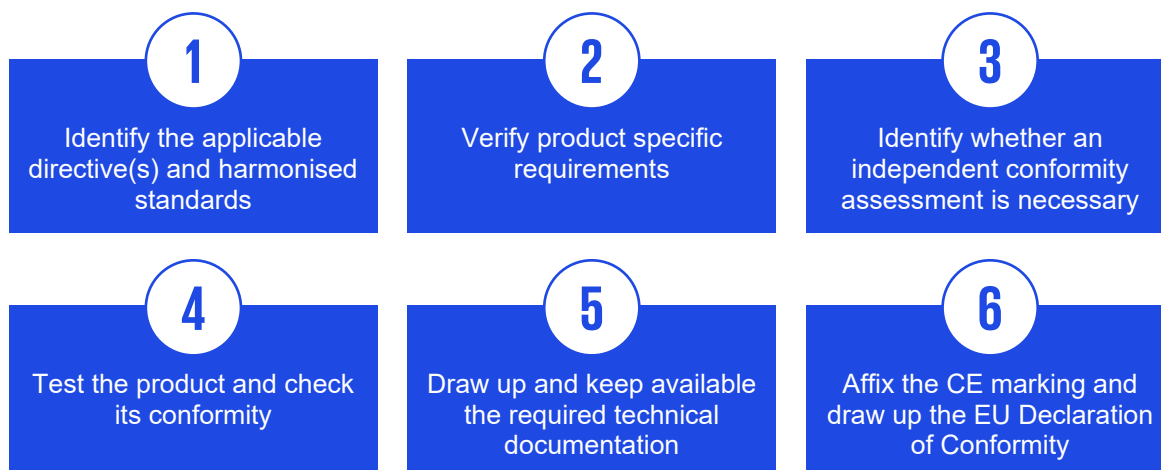 1
Identify the applicable
directive(s) and harmonised
standards
2
Verify product specific
requirements
3
Identify whether an
independent conformity
assessment is necessary
4
Test the product and check
its conformity
5
Draw up and keep available
the required technical
documentation
6
Affix the CE marking and
draw up the EU Declaration
of Conformity